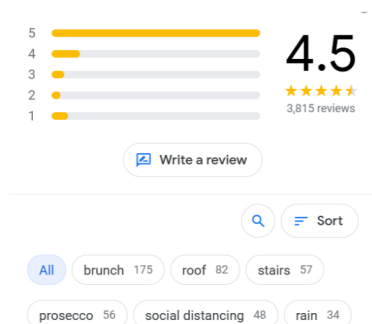 5
4
3
2
1
4.5
3,815 reviews
Write a review
Sort
All
brunch 175
roof 82
stairs 57
prosecco 56
social distancing 48
rain 34